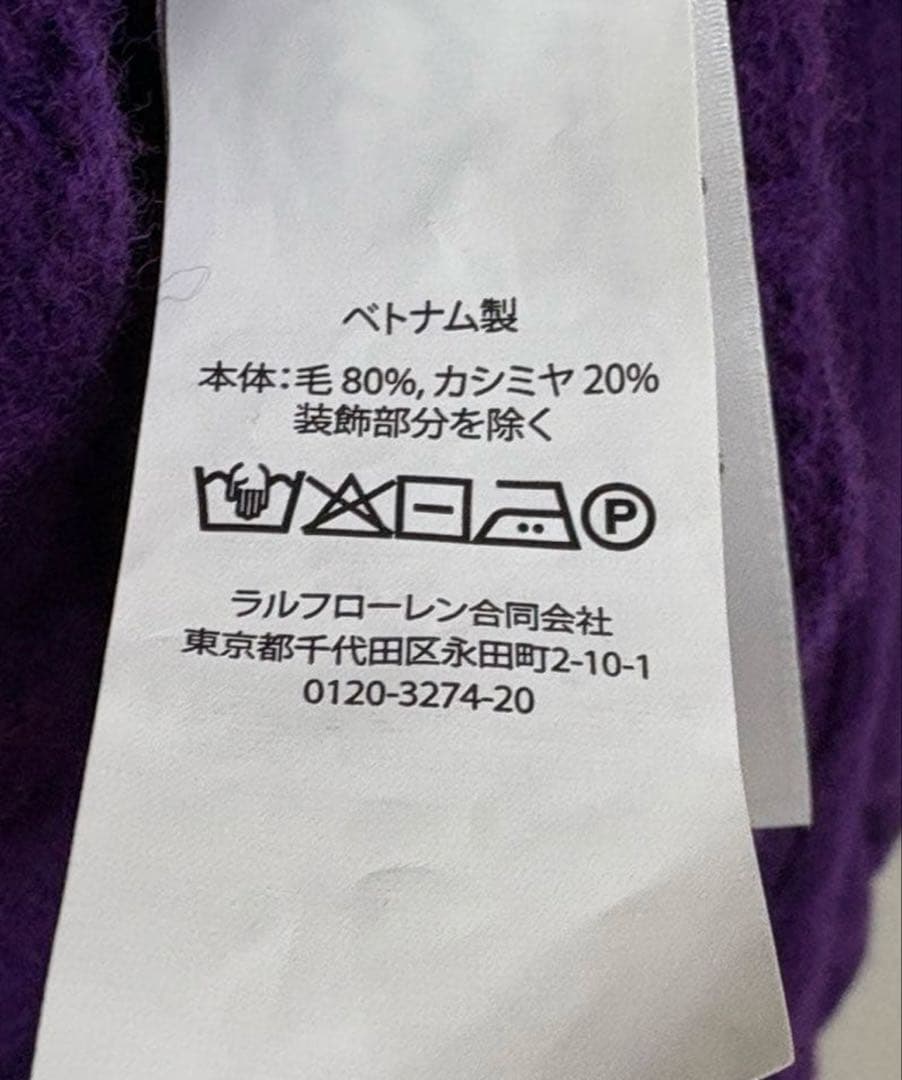 ベトナム製
本体:毛 80%, カシミヤ 20%
装飾部分を除く
P
ラルフローレン合同会社
東京都千代田区永田町2-10-1
0120-3274-20